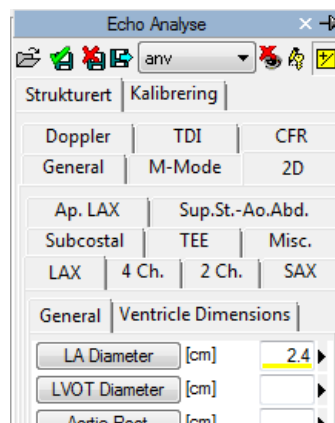 Echo Analyse
anv
Strukturert Kalibrering
Doppler TDI CFR
General M-Mode 2D
Ap. LAX Sup.St.-Ao.Abd.
Subcostal TEE Misc.
LAX 4 Ch. 2 Ch. SAX
General Ventricle Dimensions
LA Diameter [cm] 2.4
LVOT Diameter [cm]
Aortic Root [cm]